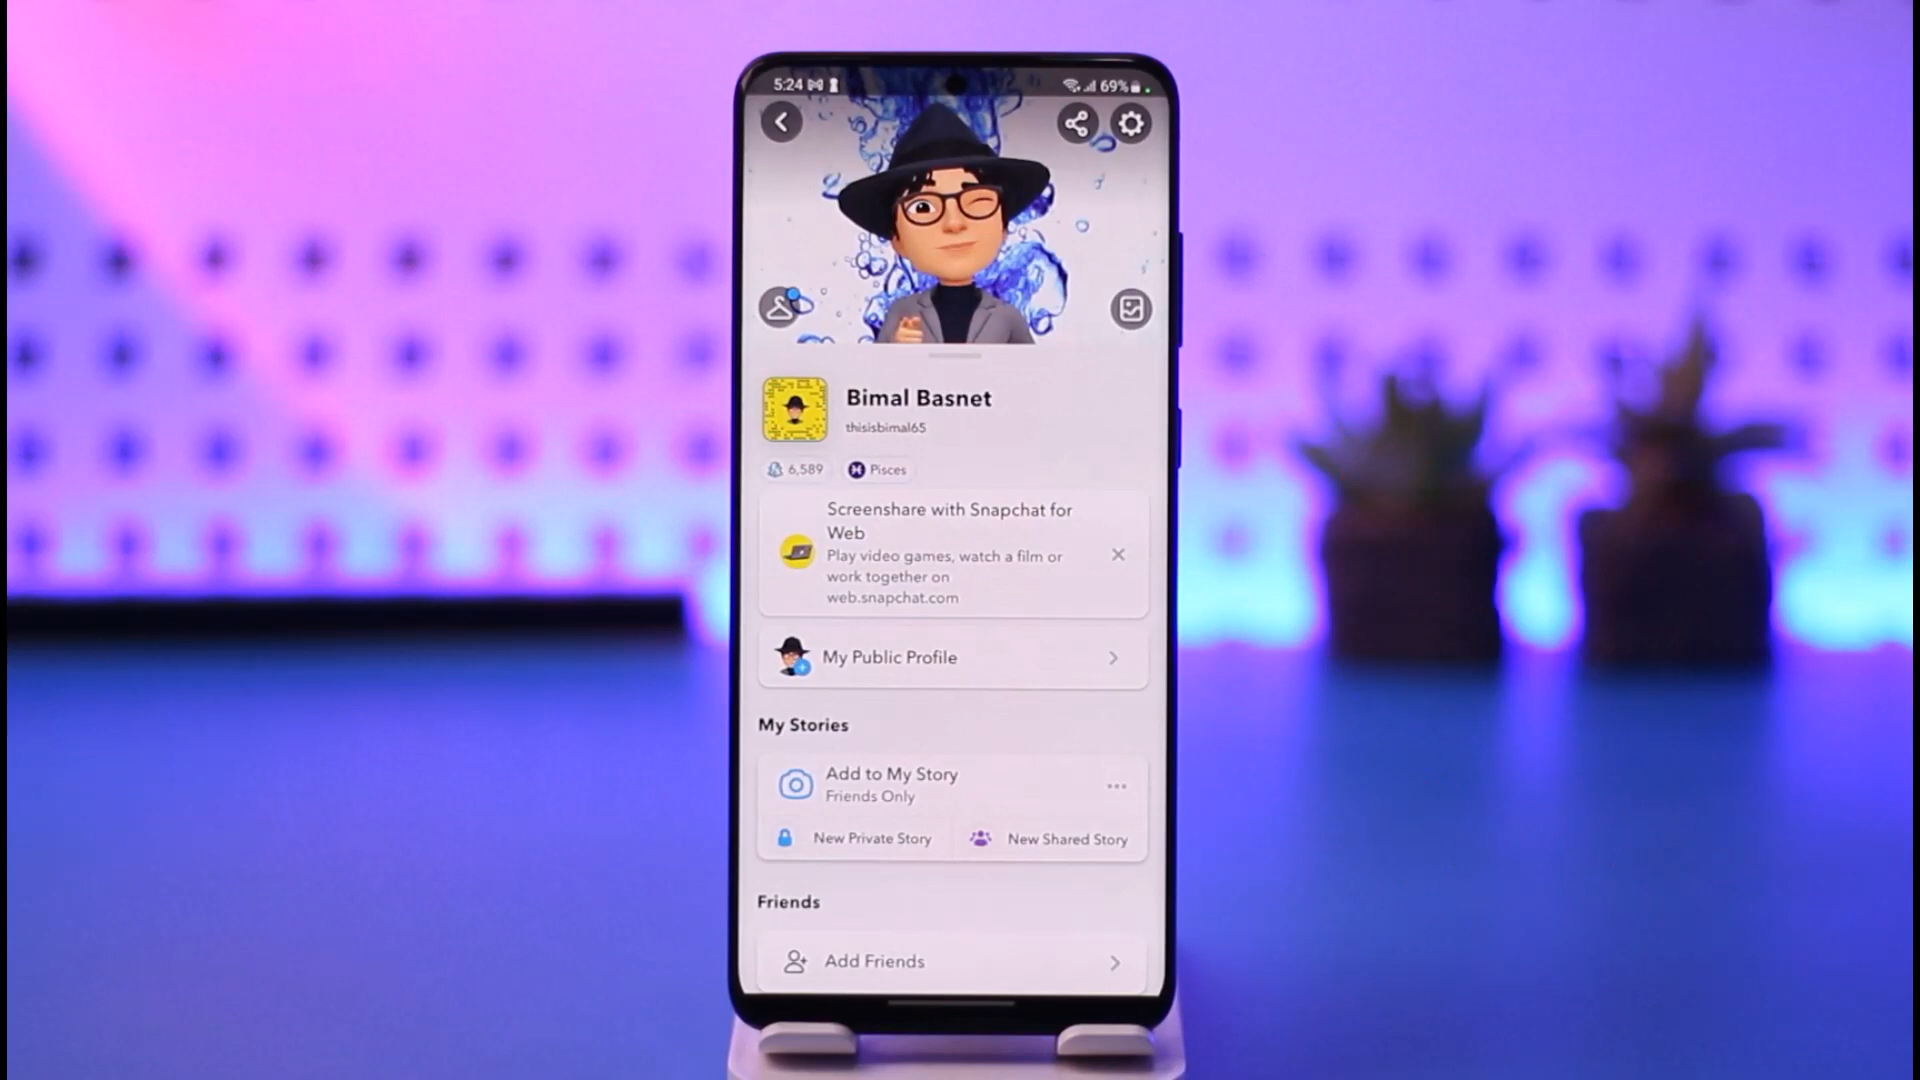 5:24
69%
Bimal Basnet
thisisbimal65
6,589
Pisces
Screenshare with Snapchat for
Web
Play video games, watch a film or
work together on
web.snapchat.com
My Public Profile
My Stories
Add to My Story
Friends Only
New Private Story
New Shared Story
Friends
Add Friends